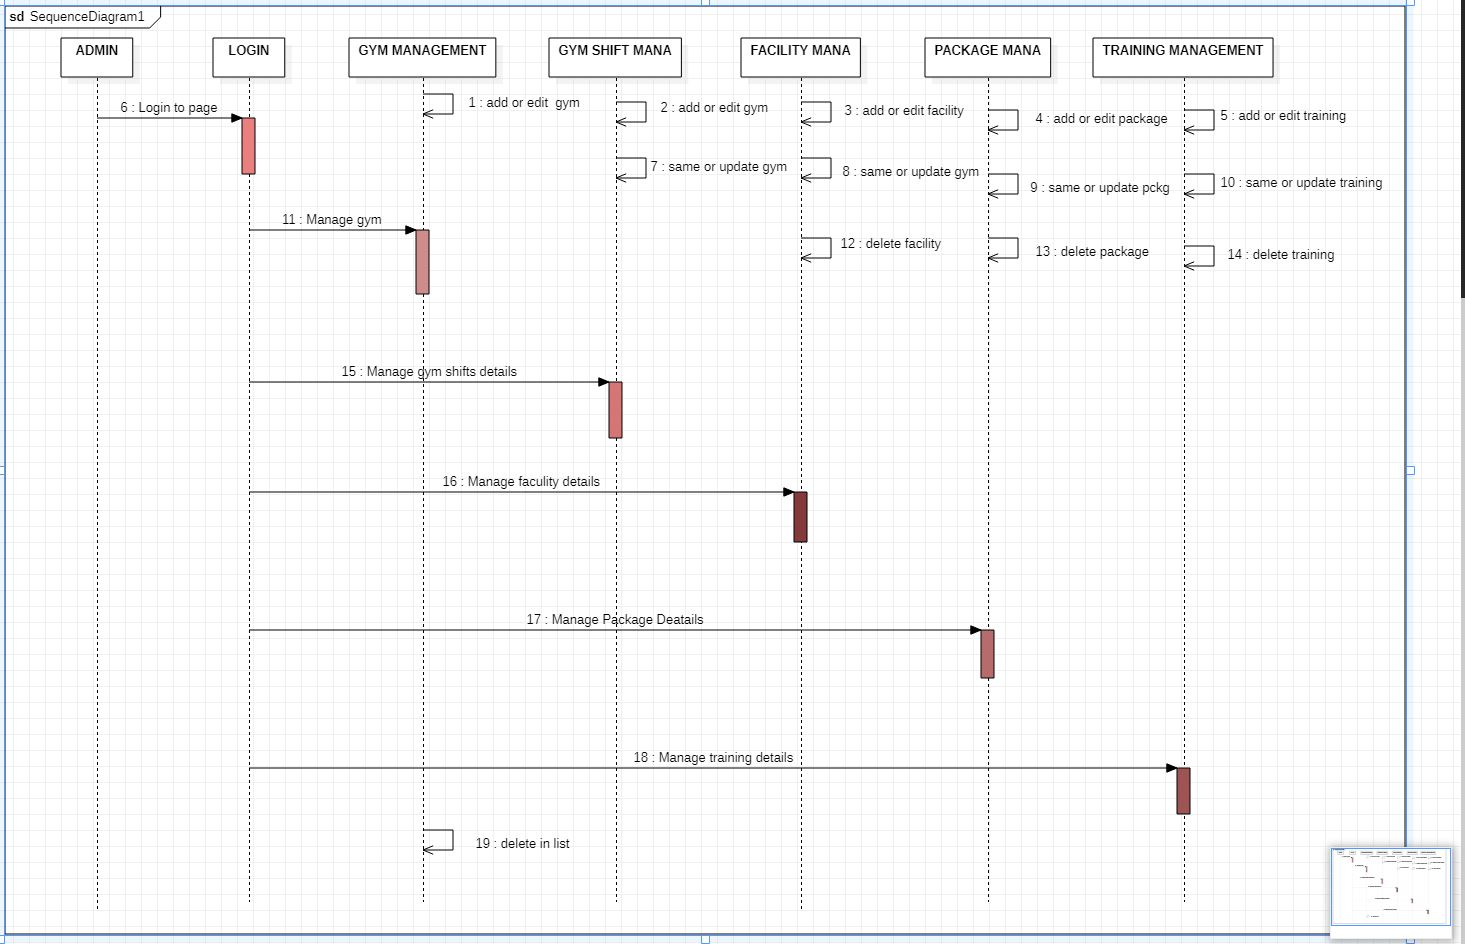 sd SequenceDiagram1
ADMIN
LOGIN
GYM MANAGEMENT
GYM SHIFT MANA
FACILITY MANA
PACKAGE MANA
TRAINING MANAGEMENT
1 : add or edit  gym
2 : add or edit gym
3 : add or edit facility
4 : add or edit package
5 : add or edit training
6 : Login to page
7 : same or update gym
8 : same or update gym
9 : same or update pckg
10 : same or update training
11 : Manage gym
12 : delete facility
13 : delete package
14 : delete training
15 : Manage gym shifts details
16 : Manage faculity details
17 : Manage Package Deatails
18 : Manage training details
19 : delete in list